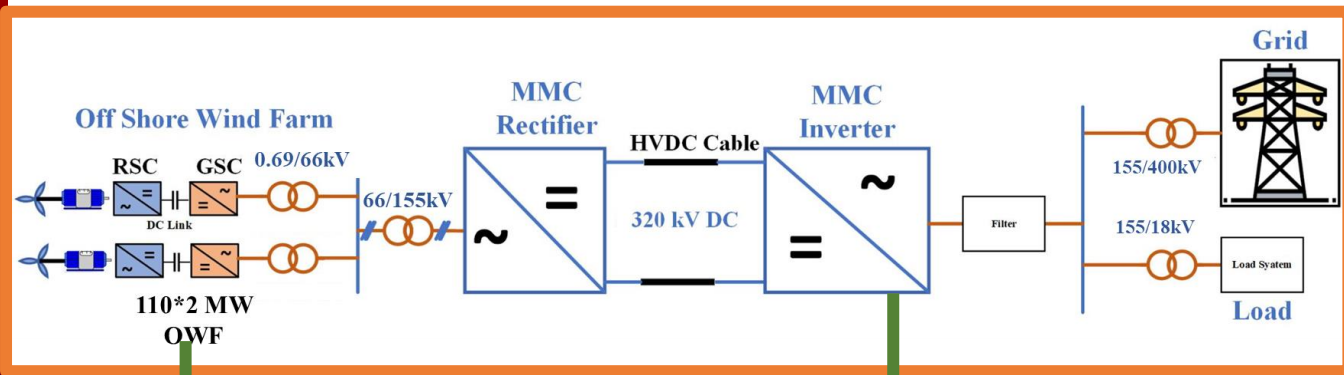 Off Shore Wind Farm
RSC
GSC
0.69/66kV
DC Link
110*2 MW
OWF
66/155kV
MMC
Rectifier
HVDC Cable
320 kV DC
MMC
Inverter
Filter
Grid
155/400kV
155/18kV
Load Syatem
Load